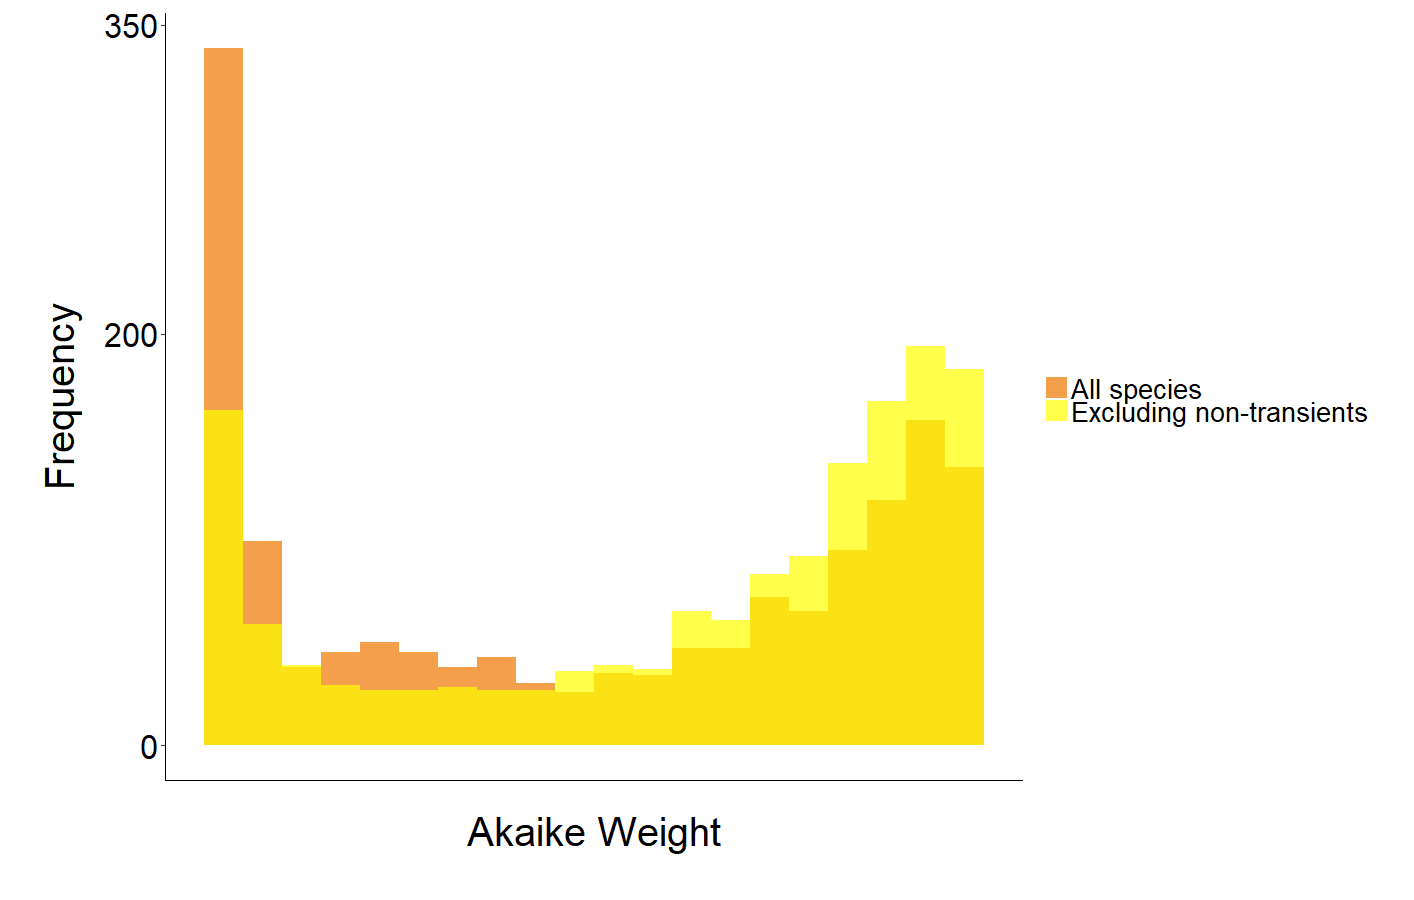 350
200
0
Frequency
Akaike Weight
All species
Excluding non-transients